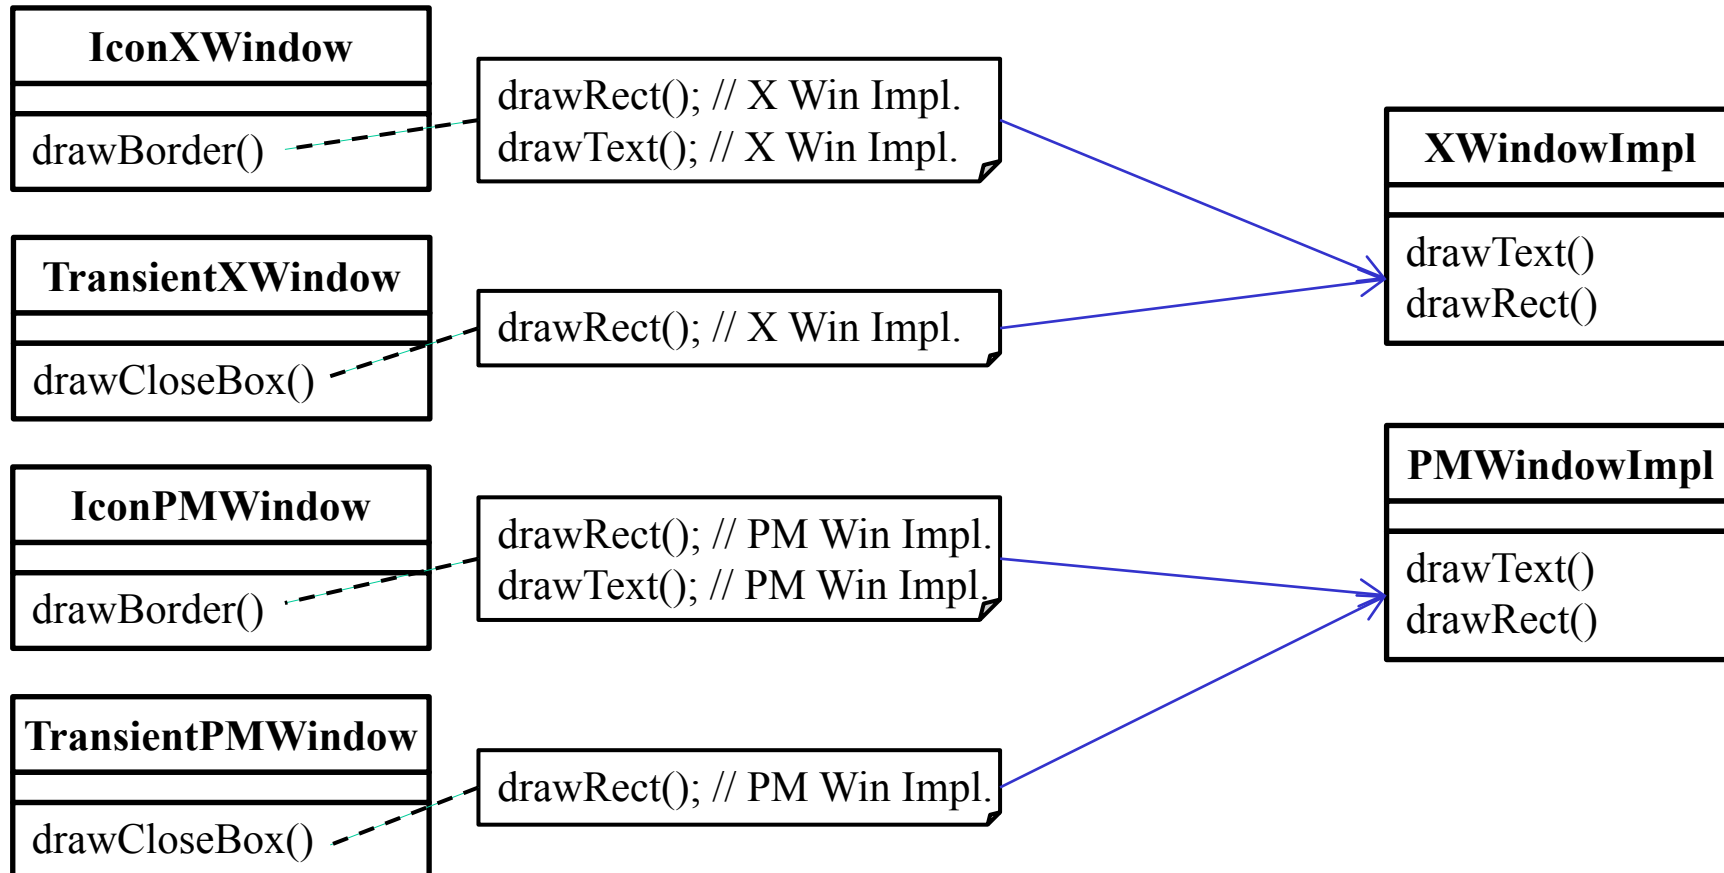 IconXWindow
drawBorder()
drawRect(); // X Win Impl.
drawText(); // X Win Impl.
TransientXWindow
drawCloseBox()
drawRect(); // X Win Impl.
IconPMWindow
drawBorder()
drawRect(); // PM Win Impl.
drawText(); // PM Win Impl.
TransientPMWindow
drawCloseBox()
drawRect(); // PM Win Impl.
XWindowImpl
drawText()
drawRect()
PMWindowImpl
drawText()
drawRect()